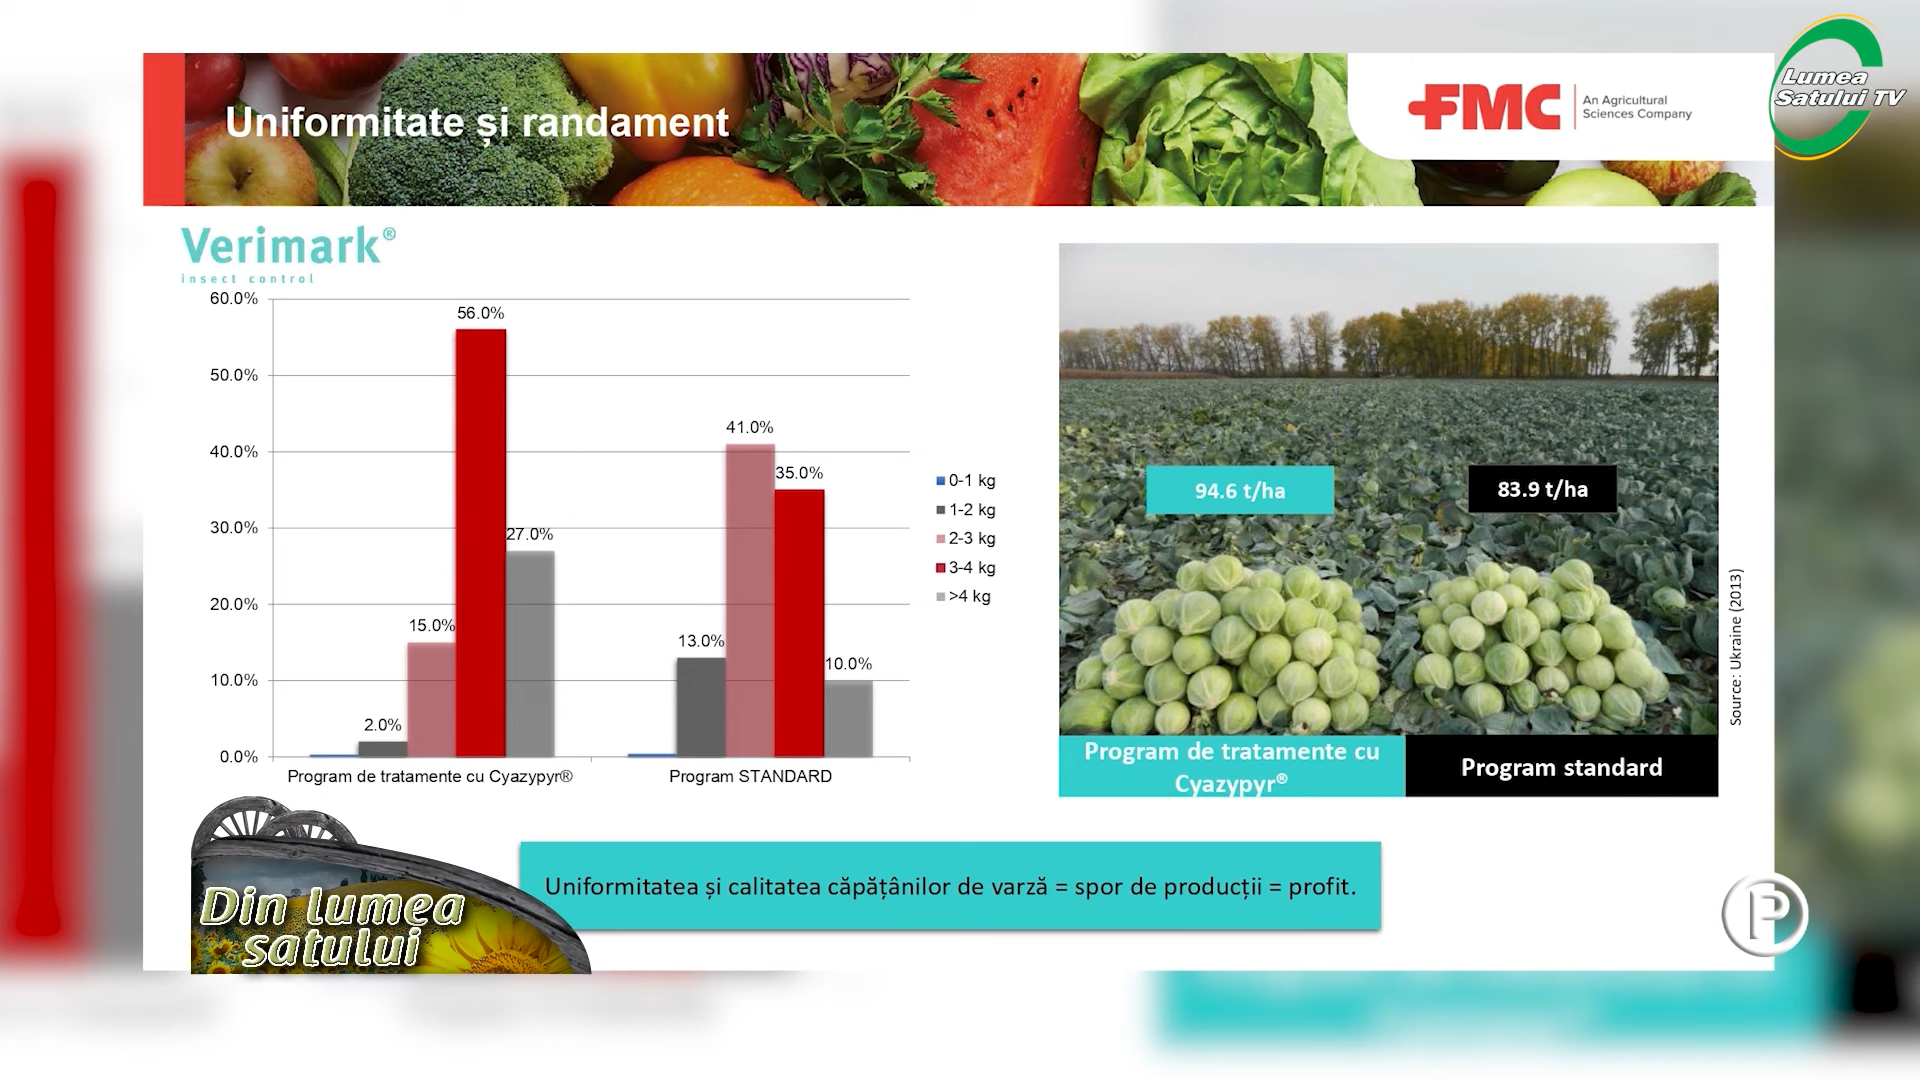 Lumea
Satului TV
Uniformitate și randament
FMC
An Agricultural
Sciences Company
Verimark®
insect control
60.0%
50.0%
40.0%
30.0%
20.0%
10.0%
0.0%
2.0%
15.0%
56.0%
27.0%
13.0%
41.0%
35.0%
10.0%
Program de tratamente cu Cyazypyr®
Program STANDARD
0-1 kg
1-2 kg
2-3 kg
3-4 kg
>4 kg
94.6 t/ha
83.9 t/ha
Program de tratamente cu
Cyazypyr®
Program standard
Source: Ukraine (2013)
Uniformitatea și calitatea căpățânilor de varză = spor de producții = profit.
Din lumea
satului
P